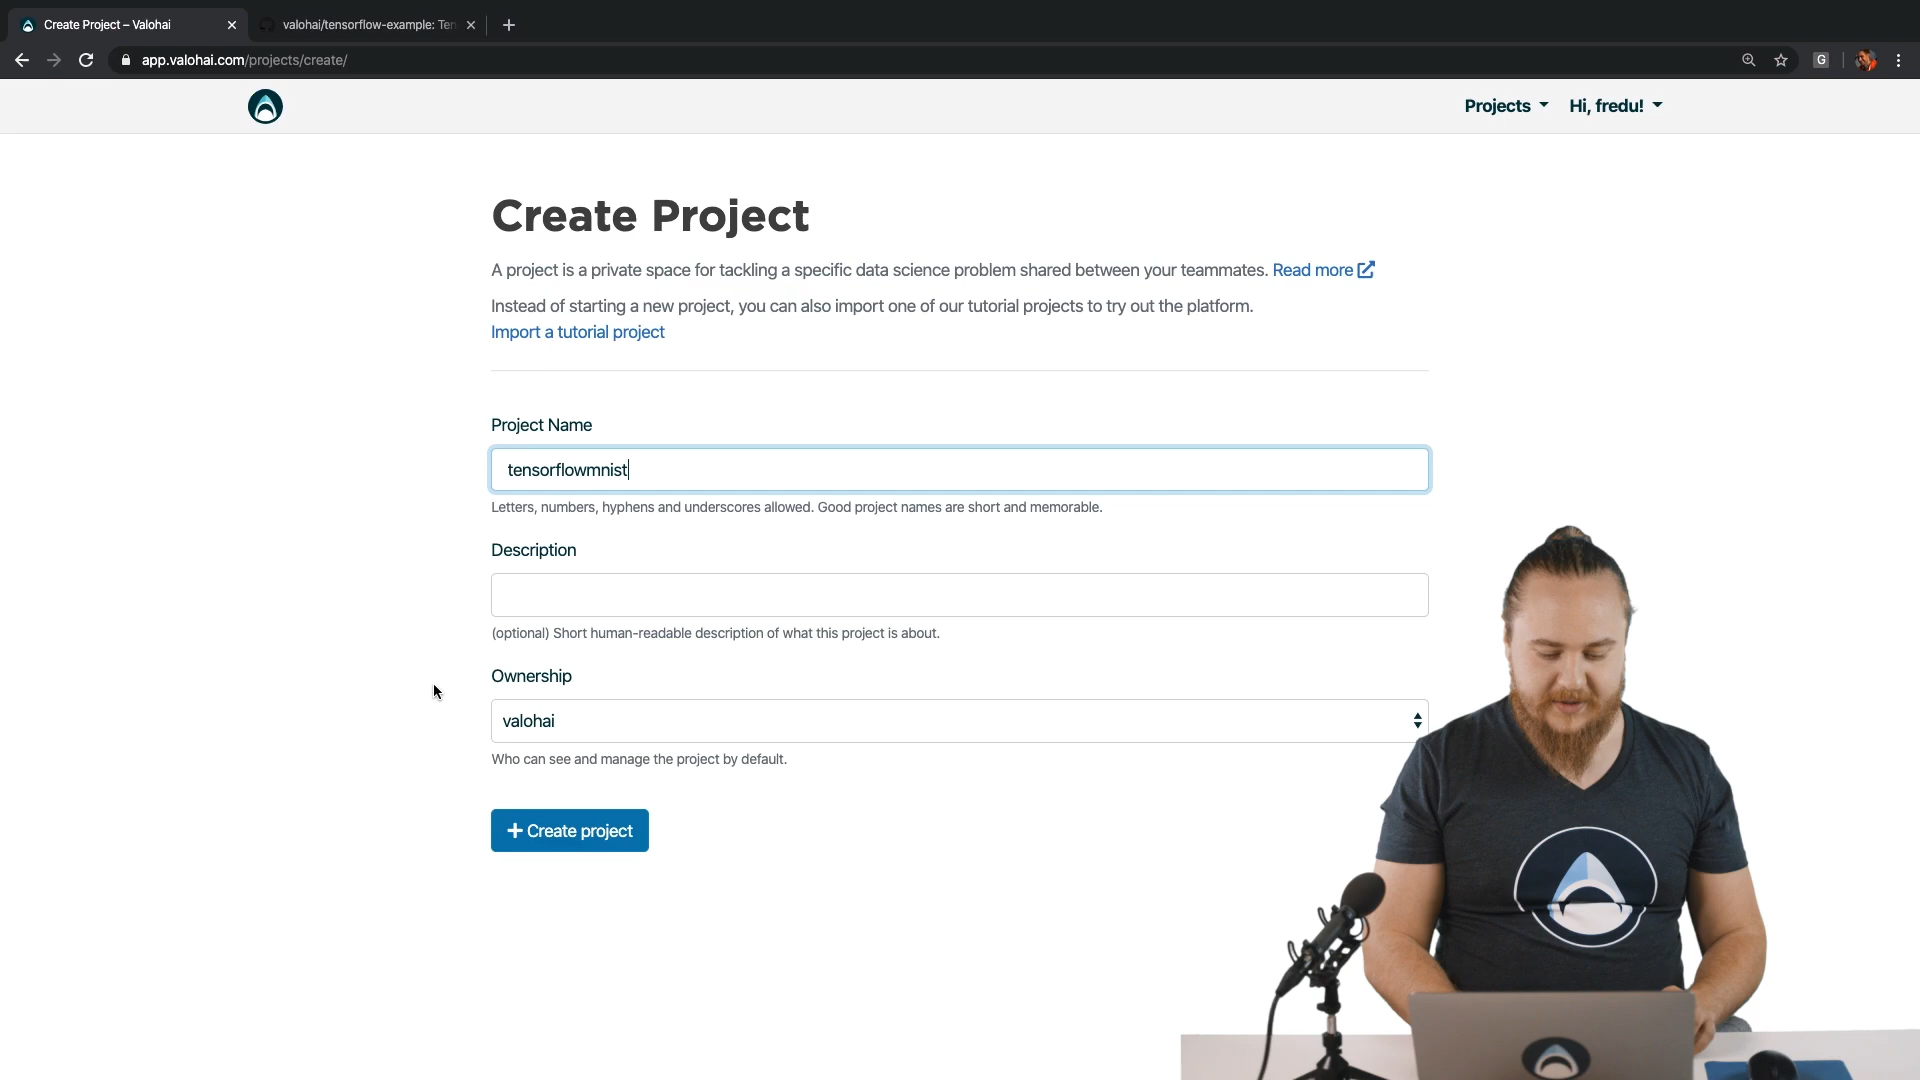 Create Project – Valohai
valohai/tensorflow-example: Ten
app.valohai.com/projects/create/
G
Projects
Hi, fredu!
Create Project
A project is a private space for tackling a specific data science problem shared between your teammates. Read more
Instead of starting a new project, you can also import one of our tutorial projects to try out the platform.
Import a tutorial project
Project Name
tensorflowmnist
Letters, numbers, hyphens and underscores allowed. Good project names are short and memorable.
Description
(optional) Short human-readable description of what this project is about.
Ownership
valohai
Who can see and manage the project by default.
+ Create project